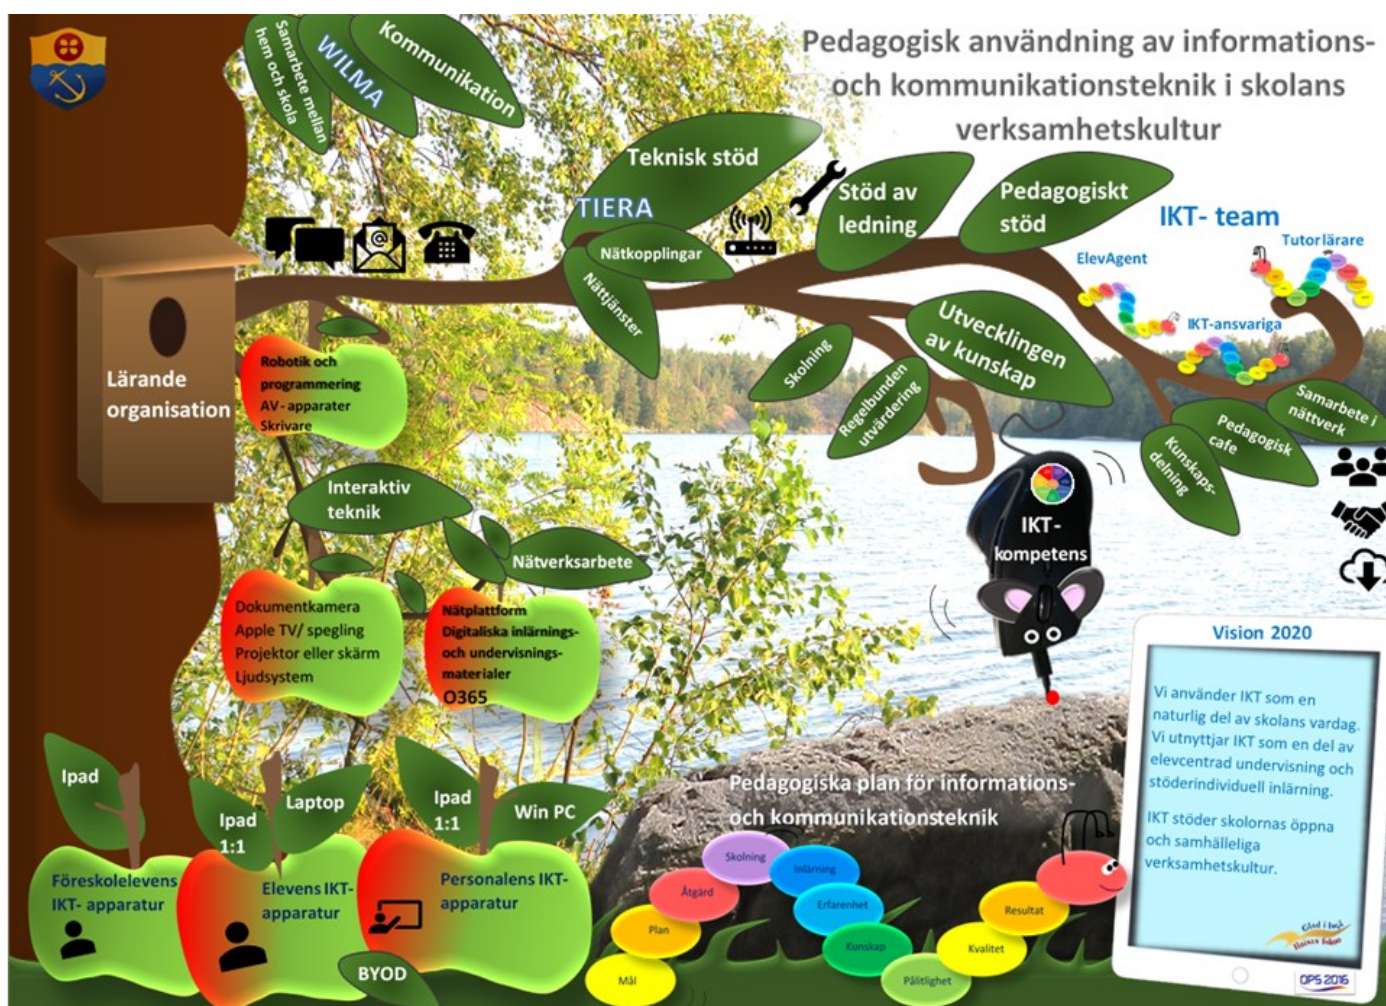 Pedagogisk användning av informations-
och kommunikationsteknik i skolans
verksamhetskultur
Samarbete mellan
hem och skola
WILMA
Kommunikation
Teknisk stöd
TIERA
Nätkopplingar
Nättjänster
Stöd av
ledning
Pedagogiskt
stöd
IKT- team
Tutor lärare
ElevAgent
IKT-ansvariga
Lärande
organisation
Robotik och
programmering
AV - apparater
Skrivare
Skolning
Regelbunden
utvärdering
Utvecklingen
av kunskap
Kunskaps-
delning
Pedagogisk
cafe
Samarbete i
nättverk
Interaktiv
teknik
Nätverksarbete
IKT-
kompetens
Dokumentkamera
Apple TV/ spegling
Projektor eller skärm
Ljudsystem
Nätplattform
Digitaliska inlärnings-
och undervisnings-
materialer
O365
Vision 2020
Vi använder IKT som en
naturlig del av skolans vardag.
Vi utnyttjar IKT som en del av
elevcentrad undervisning och
stöderindividuell inlärning.
IKT stöder skolornas öppna
och samhälleliga
verksamhetskultur.
Glad i hågen
OPS 2016
Ipad
Ipad
1:1
Laptop
Ipad
1:1
Win PC
Föreskolelevens
IKT- apparatur
Elevens IKT-
apparatur
Personalens IKT-
apparatur
BYOD
Pedagogiska plan för informations-
och kommunikationsteknik
Mål
Plan
Åtgärd
Skolning
Inlärning
Erfarenhet
Kunskap
Pålitlighet
Kvalitet
Resultat